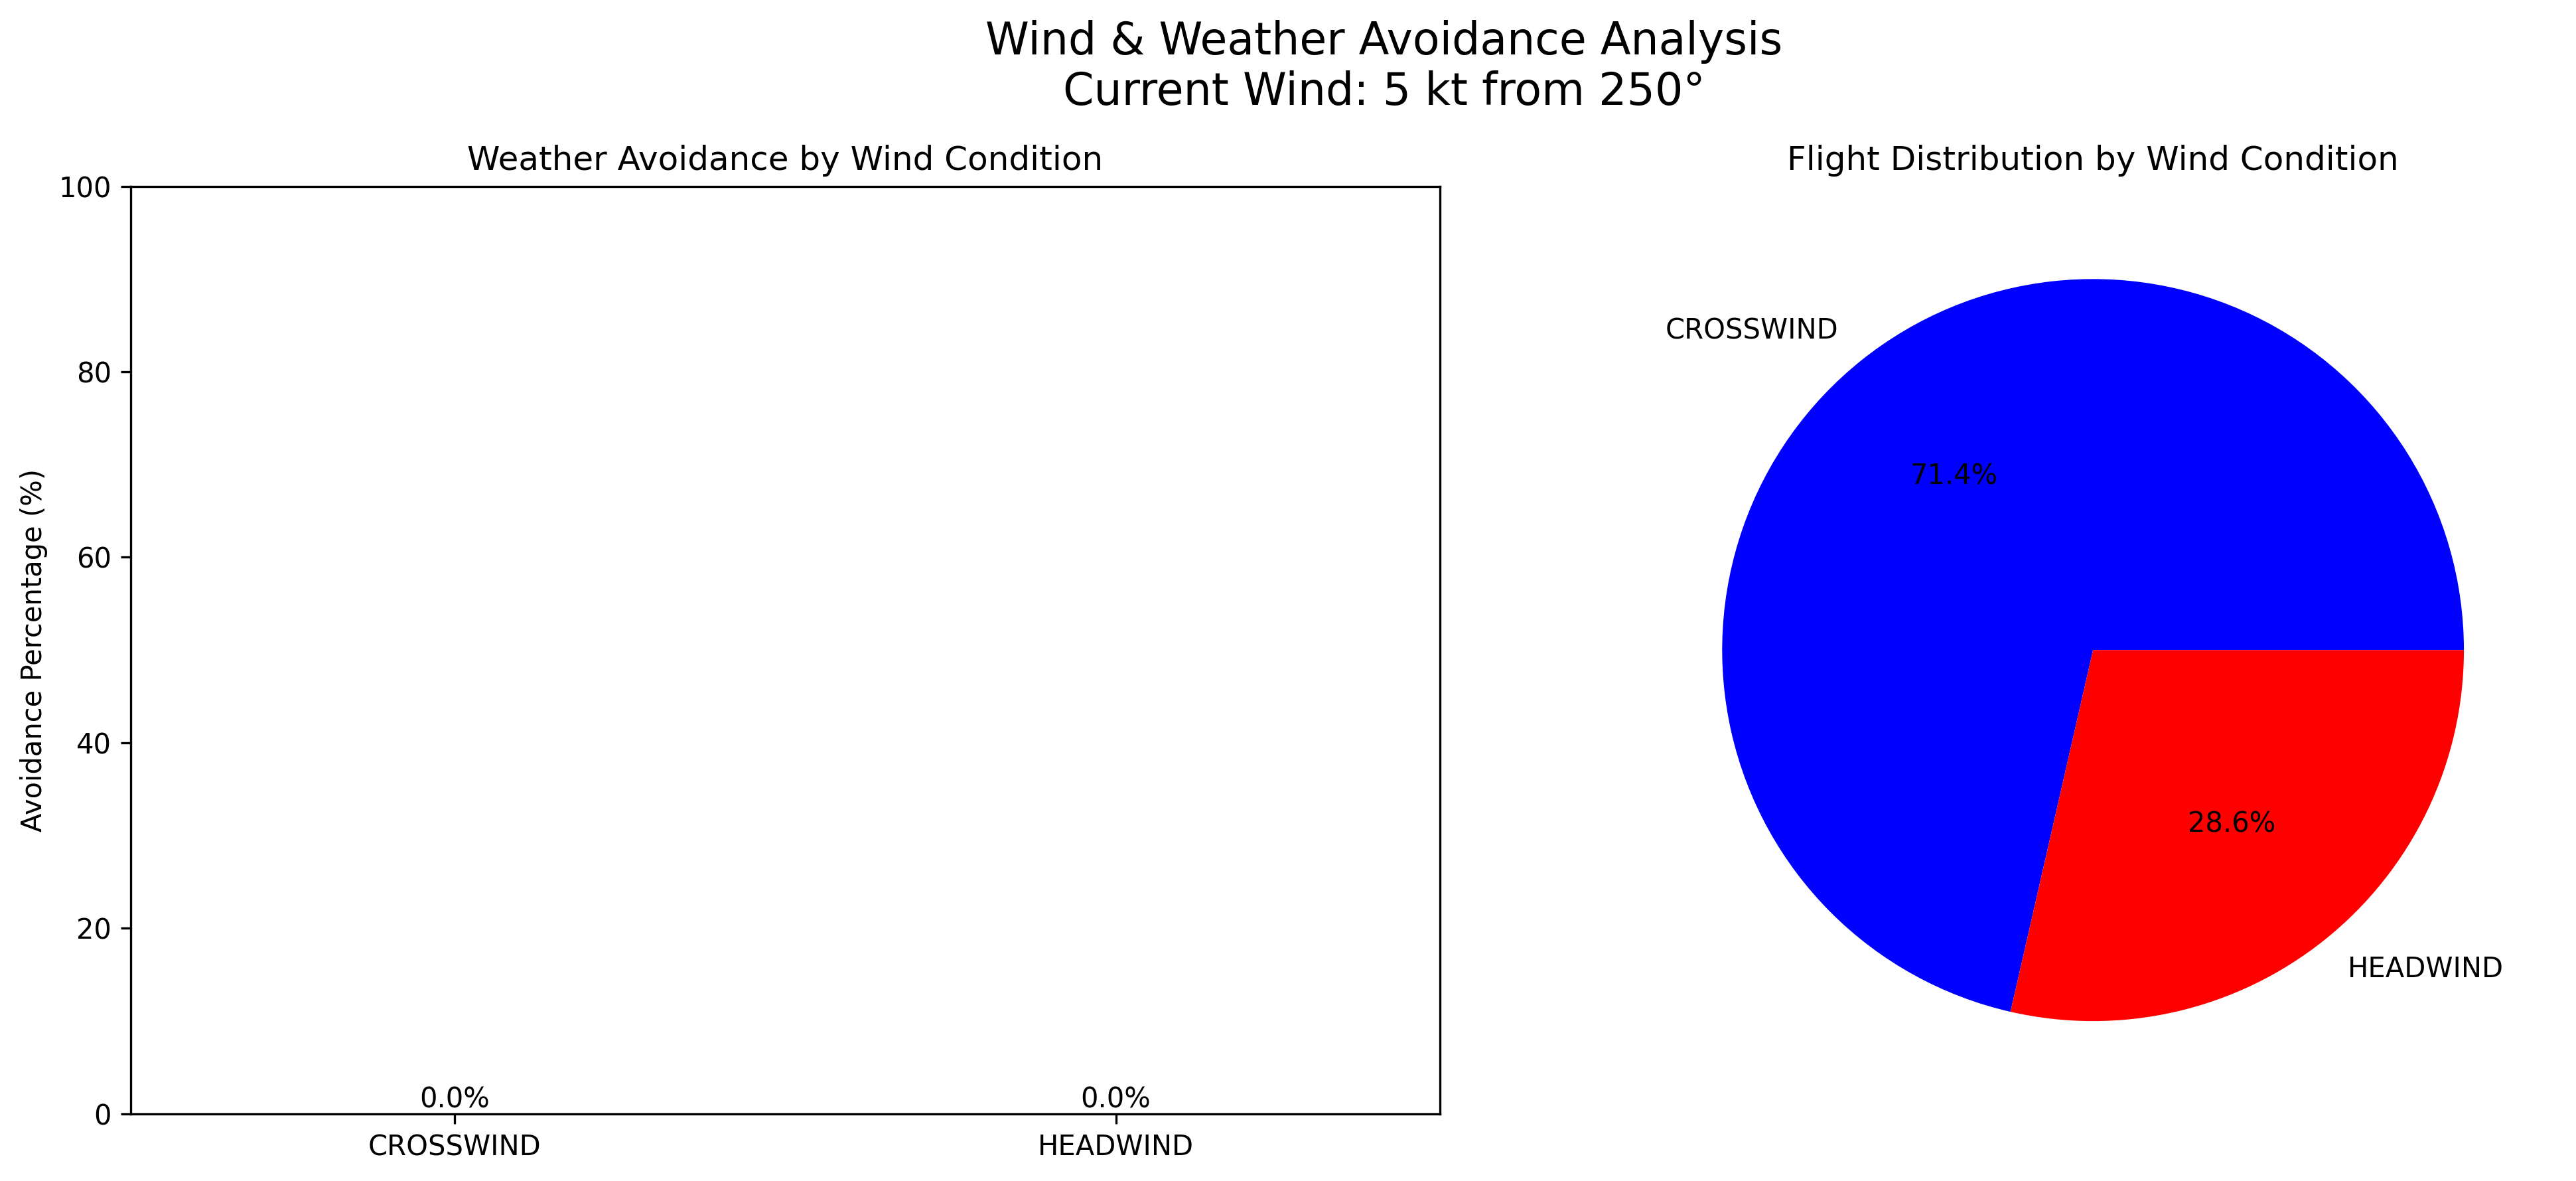 Wind & Weather Avoidance Analysis
Current Wind: 5 kt from 250°
Weather Avoidance by Wind Condition
100
80
60
40
20
0
Avoidance Percentage (%)
0.0%
0.0%
CROSSWIND
HEADWIND
Flight Distribution by Wind Condition
CROSSWIND
71.4%
28.6%
HEADWIND